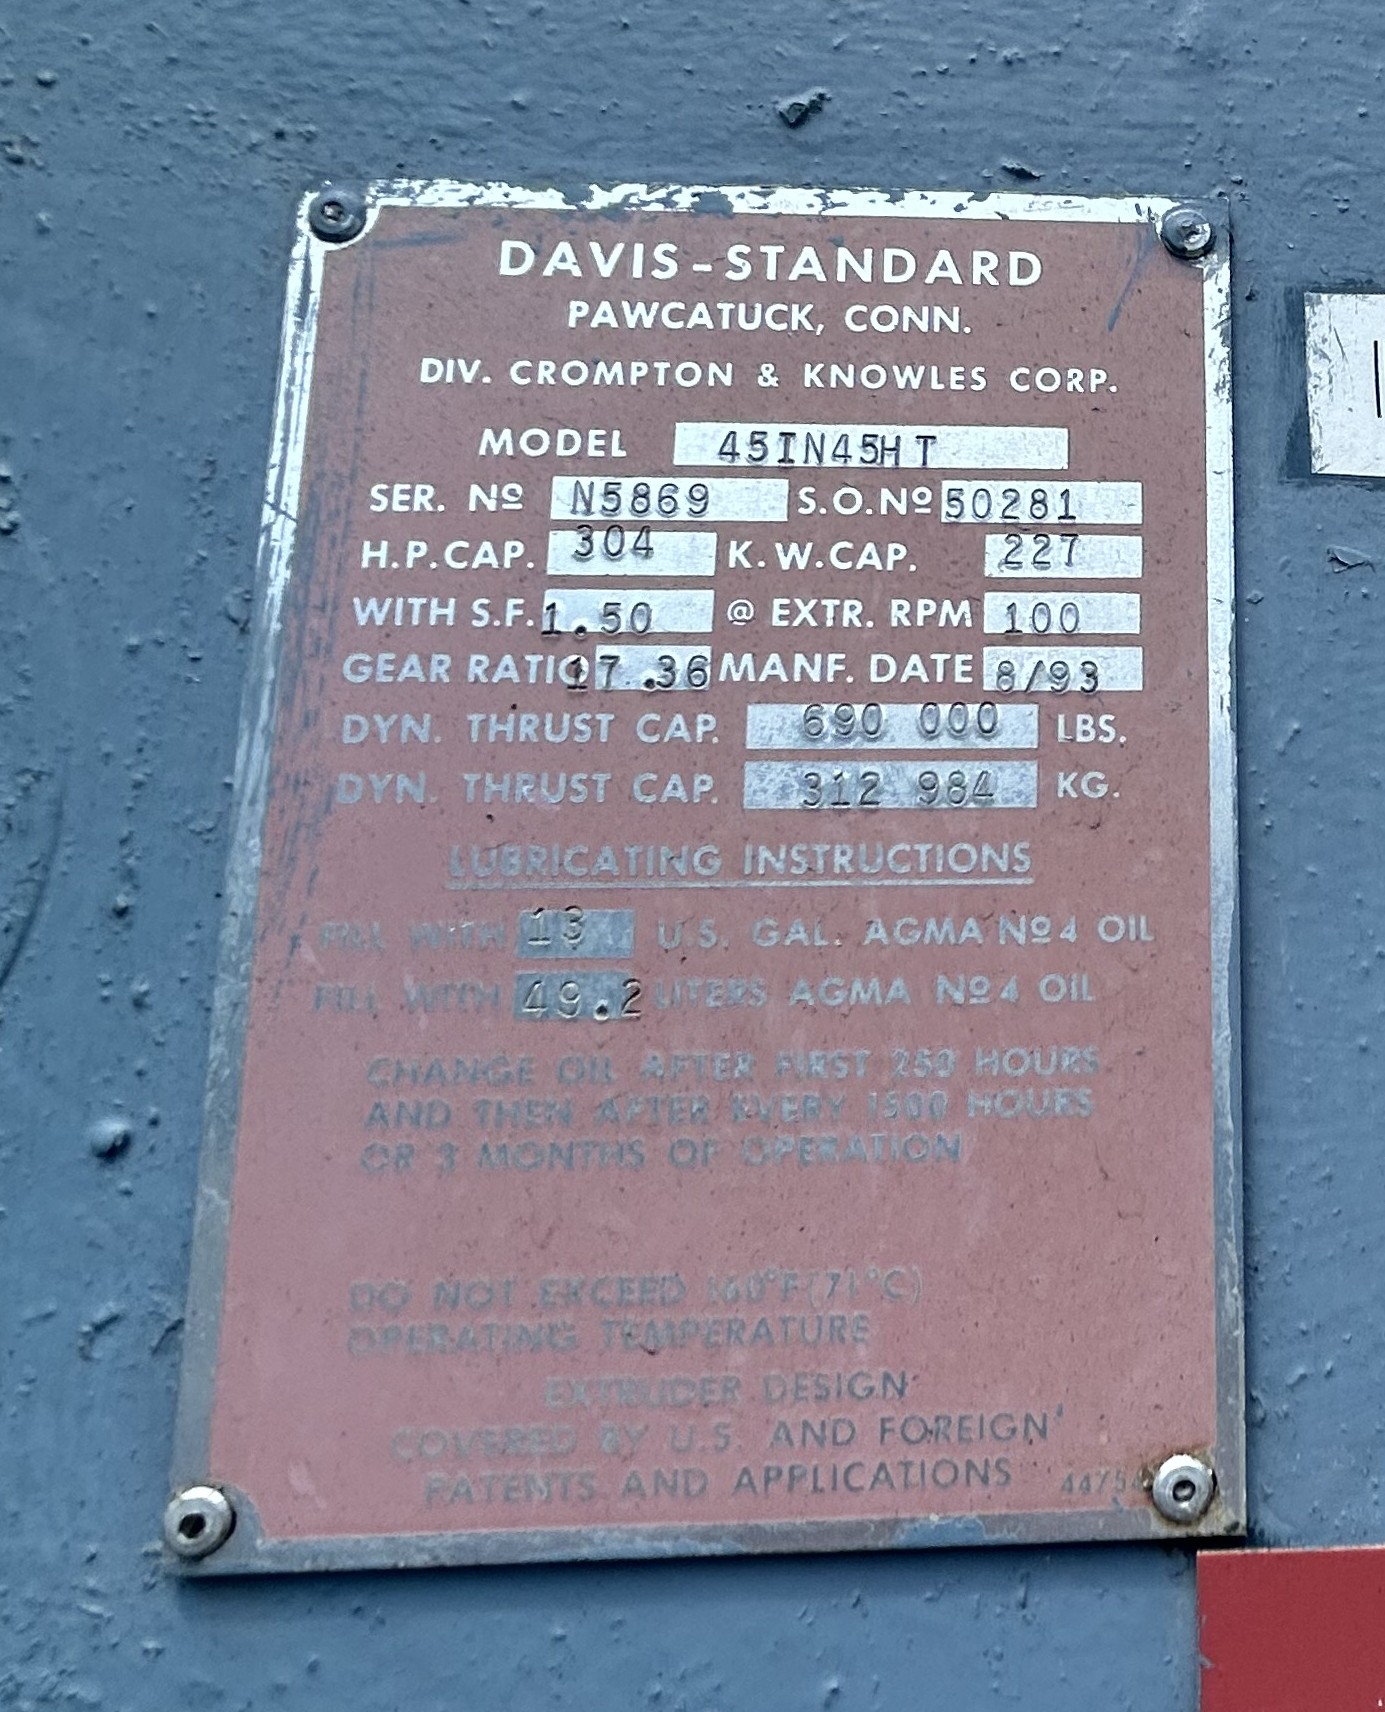 DAVIS-STANDARD
PAWCATUCK, CONN.
DIV. CROMPTON & KNOWLES CORP.
MODEL 45IN45HT
SER. Nº N5869 S.O.Nº 50281
H.P.CAP. 304 K.W.CAP. 227
WITH S.F. 1.50 @ EXTR. RPM 100
GEAR RATIO 17.36 MANF. DATE 8/93
DYN. THRUST CAP. 690 000 LBS.
DYN. THRUST CAP. 312 984 KG.
LUBRICATING INSTRUCTIONS
FILL WITH 13 U.S. GAL. AGMA Nº4 OIL
FILL WITH 49.2 LITERS AGMA Nº4 OIL
CHANGE OIL AFTER FIRST 250 HOURS
AND THEN AFTER EVERY 1500 HOURS
OR 3 MONTHS OF OPERATION
DO NOT EXCEED 160°F(71°C)
OPERATING TEMPERATURE
EXTRUDER DESIGN
COVERED BY U.S. AND FOREIGN
PATENTS AND APPLICATIONS